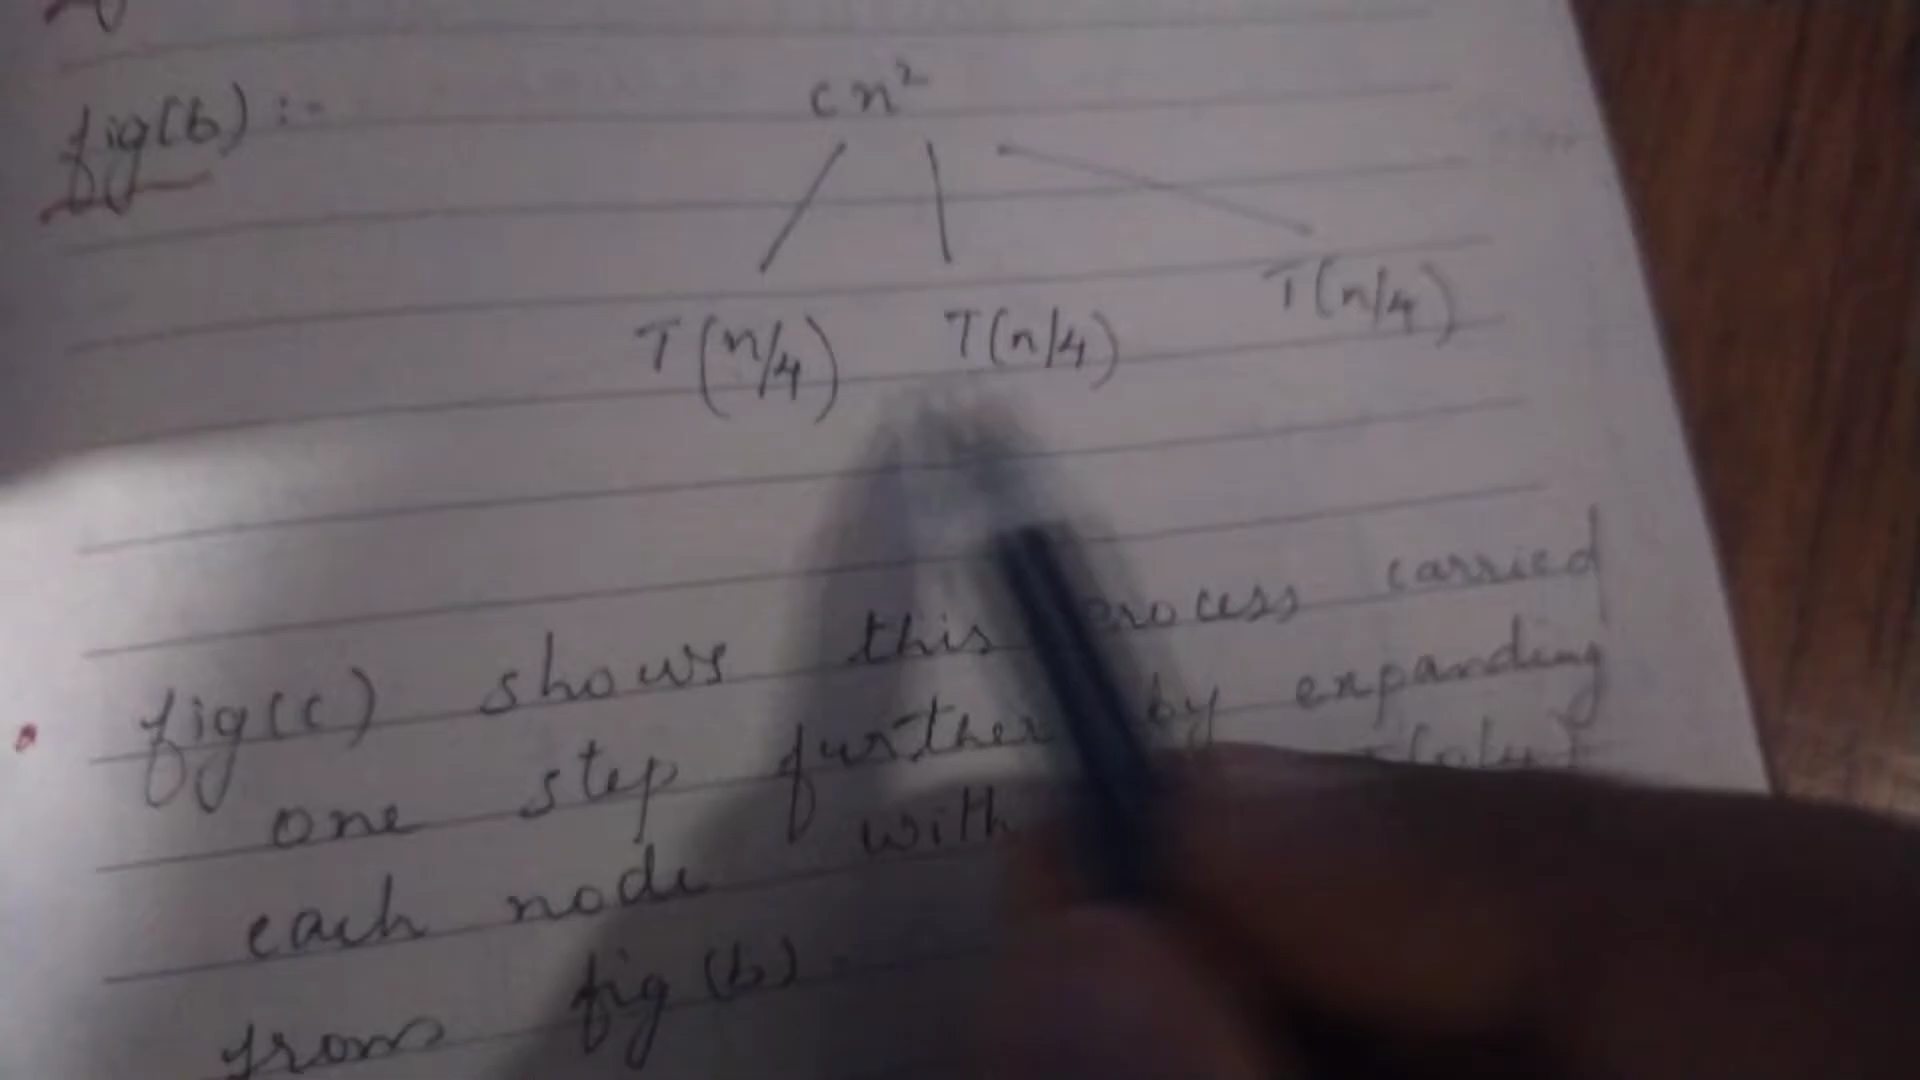 fig(b) :-
cn²
T(n/4) T(n/4) T(n/4)
fig(c) shows this process carried
one step further by expanding
each node with T(n/4)
from fig(b)